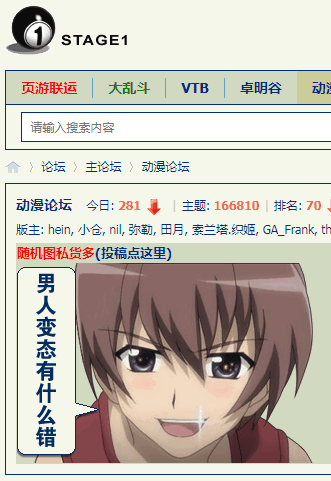 1 STAGE1
页游联运 大乱斗 VTB 卓明谷 动漫
请输入搜索内容
论坛 主论坛 动漫论坛
动漫论坛 今日: 281 | 主题: 166810 | 排名: 70
版主: hein, 小仓, nil, 弥勒, 田月, 索兰塔.织姬, GA_Frank, th
随机图私货多(投稿点这里)
男人变态有什么错